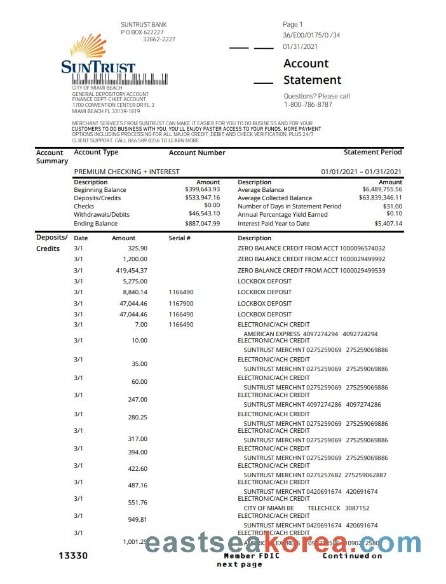 SUNTRUST BANK
P O BOX 622227
32862-2227
Page 1
36/E00/0175/0 /34
01/31/2021
SUNTRUST
Account
Statement
Questions? Please call
1-800-786-8787
CITY OF MIAMI BEACH
GENERAL DEPOSITORY ACCOUNT
FINANCE DEPT-CHIEF ACCOUNT
1700 CONVENTION CENTER DR FL 3
MIAMI BEACH FL 33139-1819
MERCHANT SERVICES FROM SUNTRUST CAN MAKE IT EASIER FOR YOU TO DO BUSINESS AND FOR YOUR
CUSTOMERS TO DO BUSINESS WITH YOU. YOU'LL ENJOY FASTER ACCESS TO YOUR FUNDS, MORE PAYMENT
OPTIONS INCLUDING PROCESSING FOR ALL MAJOR CREDIT, DEBIT AND CHECK VERIFICATION, PLUS 24/7
CLIENT SUPPORT. CALL 866.589.8236 TO LEARN MORE
Account Summary Account Type Account Number Statement Period
PREMIUM CHECKING + INTEREST 01/01/2021 – 01/31/2021
Description Amount Description Amount
Beginning Balance $399,643.93 Average Balance $6,489,755.56
Deposits/Credits $533,947.16 Average Collected Balance $63,839,346.11
Checks $0.00 Number of Days in Statement Period $31.00
Withdrawals/Debits $46,543.10 Annual Percentage Yield Earned $0.10
Ending Balance $887,047.99 Interest Paid Year to Date $5,407.14
Deposits/ Credits Date Amount Serial # Description
3/1 325.90 ZERO BALANCE CREDIT FROM ACCT 1000096574032
3/1 1,200.00 ZERO BALANCE CREDIT FROM ACCT 1000029499992
3/1 419,454.37 ZERO BALANCE CREDIT FROM ACCT 1000029499539
3/1 5,275.00 LOCKBOX DEPOSIT
3/1 8,840.14 1166490 LOCKBOX DEPOSIT
3/1 47,044.46 1167900 LOCKBOX DEPOSIT
3/1 47,044.46 1166490 LOCKBOX DEPOSIT
3/1 7.00 1166490 ELECTRONIC/ACH CREDIT
AMERICAN EXPRESS 4097274294 4092724294
3/1 10.00 ELECTRONIC/ACH CREDIT
SUNTRUST MERCHNT 0275259069 275259069886
3/1 35.00 ELECTRONIC/ACH CREDIT
SUNTRUST MERCHNT 0275259069 275259069886
3/1 60.00 ELECTRONIC/ACH CREDIT
SUNTRUST MERCHNT 0275259069 275259069886
3/1 247.00 ELECTRONIC/ACH CREDIT
SUNTRUST MERCHNT 4097274286 4097274286
3/1 280.25 ELECTRONIC/ACH CREDIT
SUNTRUST MERCHNT 0275259069 275259069886
3/1 317.00 ELECTRONIC/ACH CREDIT
SUNTRUST MERCHNT 0275259069 275259069886
3/1 394.00 ELECTRONIC/ACH CREDIT
SUNTRUST MERCHNT 0275259069 275259069886
3/1 422.60 ELECTRONIC/ACH CREDIT
SUNTRUST MERCHNT 0275257682 275259062887
3/1 487.16 ELECTRONIC/ACH CREDIT
SUNTRUST MERCHNT 0420691674 420691674
3/1 551.76 ELECTRONIC/ACH CREDIT
CITY OF MIAMI BE TELECHECK 3087152
3/1 949.81 ELECTRONIC/ACH CREDIT
SUNTRUST MERCHNT 0420691674 420691674
3/1 1,001.25 ELECTRONIC/ACH CREDIT
eastseakorea.com
13330 Member FDIC Continued on
next page